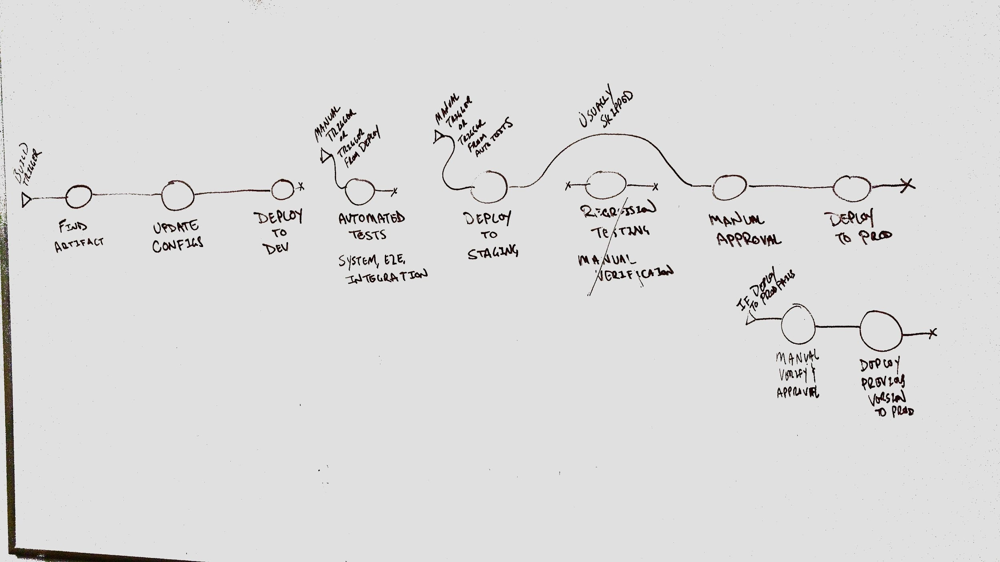 BUILD
TRIGGER
FIND
ARTIFACT
UPDATE
CONFIGS
DEPLOY
TO
DEV
MANUAL
TRIGGER
OR
TRIGGER
FROM DEPLOY
AUTOMATED
TESTS
SYSTEM, E2E,
INTEGRATION
MANUAL
TRIGGER
OR
TRIGGER
FROM
AUTO TESTS
DEPLOY
TO
STAGING
USUALLY
SKIPPED
REGRESSION
TESTING
MANUAL
VERIFICAION
MANUAL
APPROVAL
DEPLOY
TO PROD
IF DEPLOY
TO PROD FAILS
MANUAL
VERIFY &
APPROVAL
DEPLOY
PREVIOS
VERSION
TO PROD